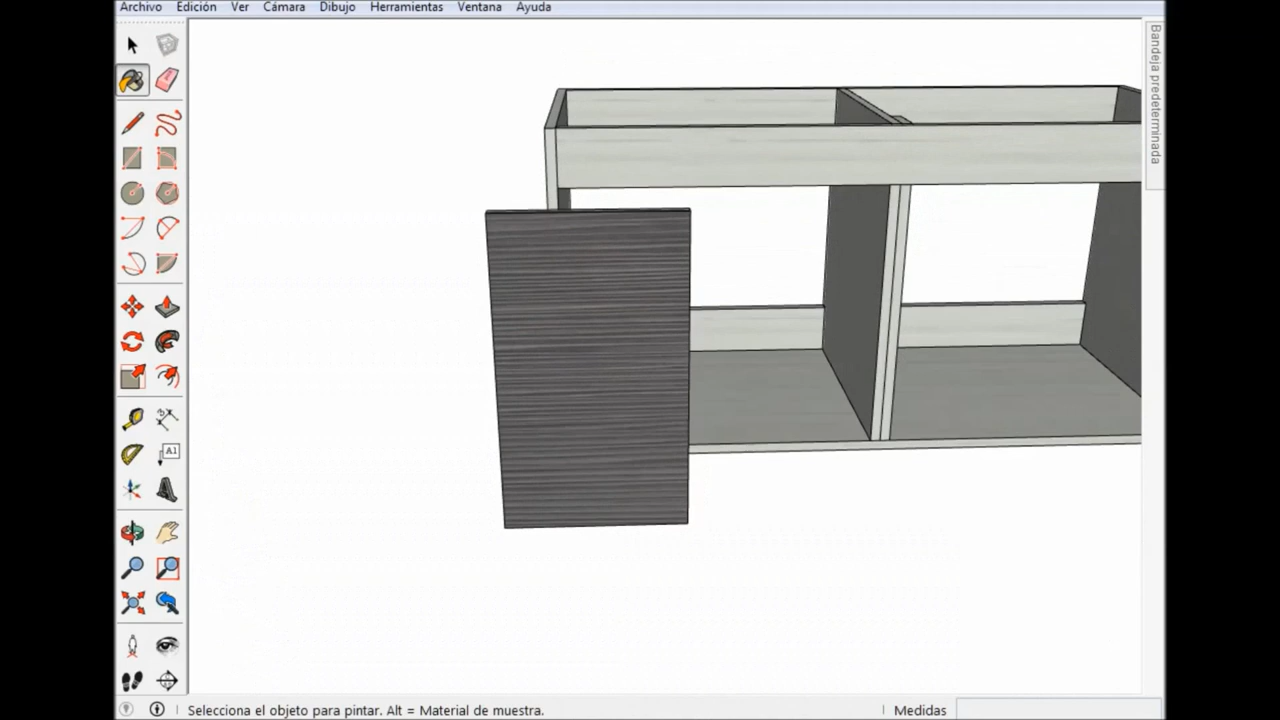 Archivo Edición Ver Cámara Dibujo Herramientas Ventana Ayuda
Bandeja predeterminada
A1
Selecciona el objeto para pintar. Alt = Material de muestra.
Medidas